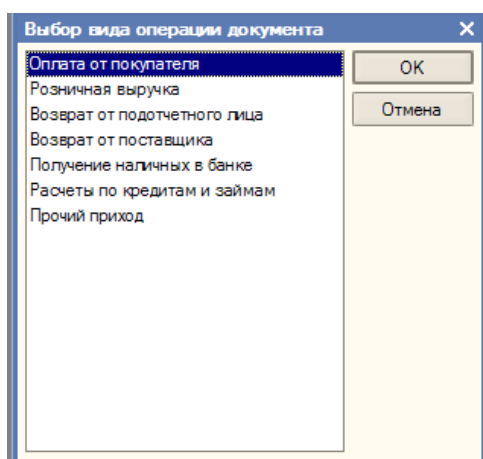 Выбор вида операции документа
Оплата от покупателя
Розничная выручка
Возврат от подотчетного лица
Возврат от поставщика
Получение наличных в банке
Расчеты по кредитам и займам
Прочий приход
OK
Отмена